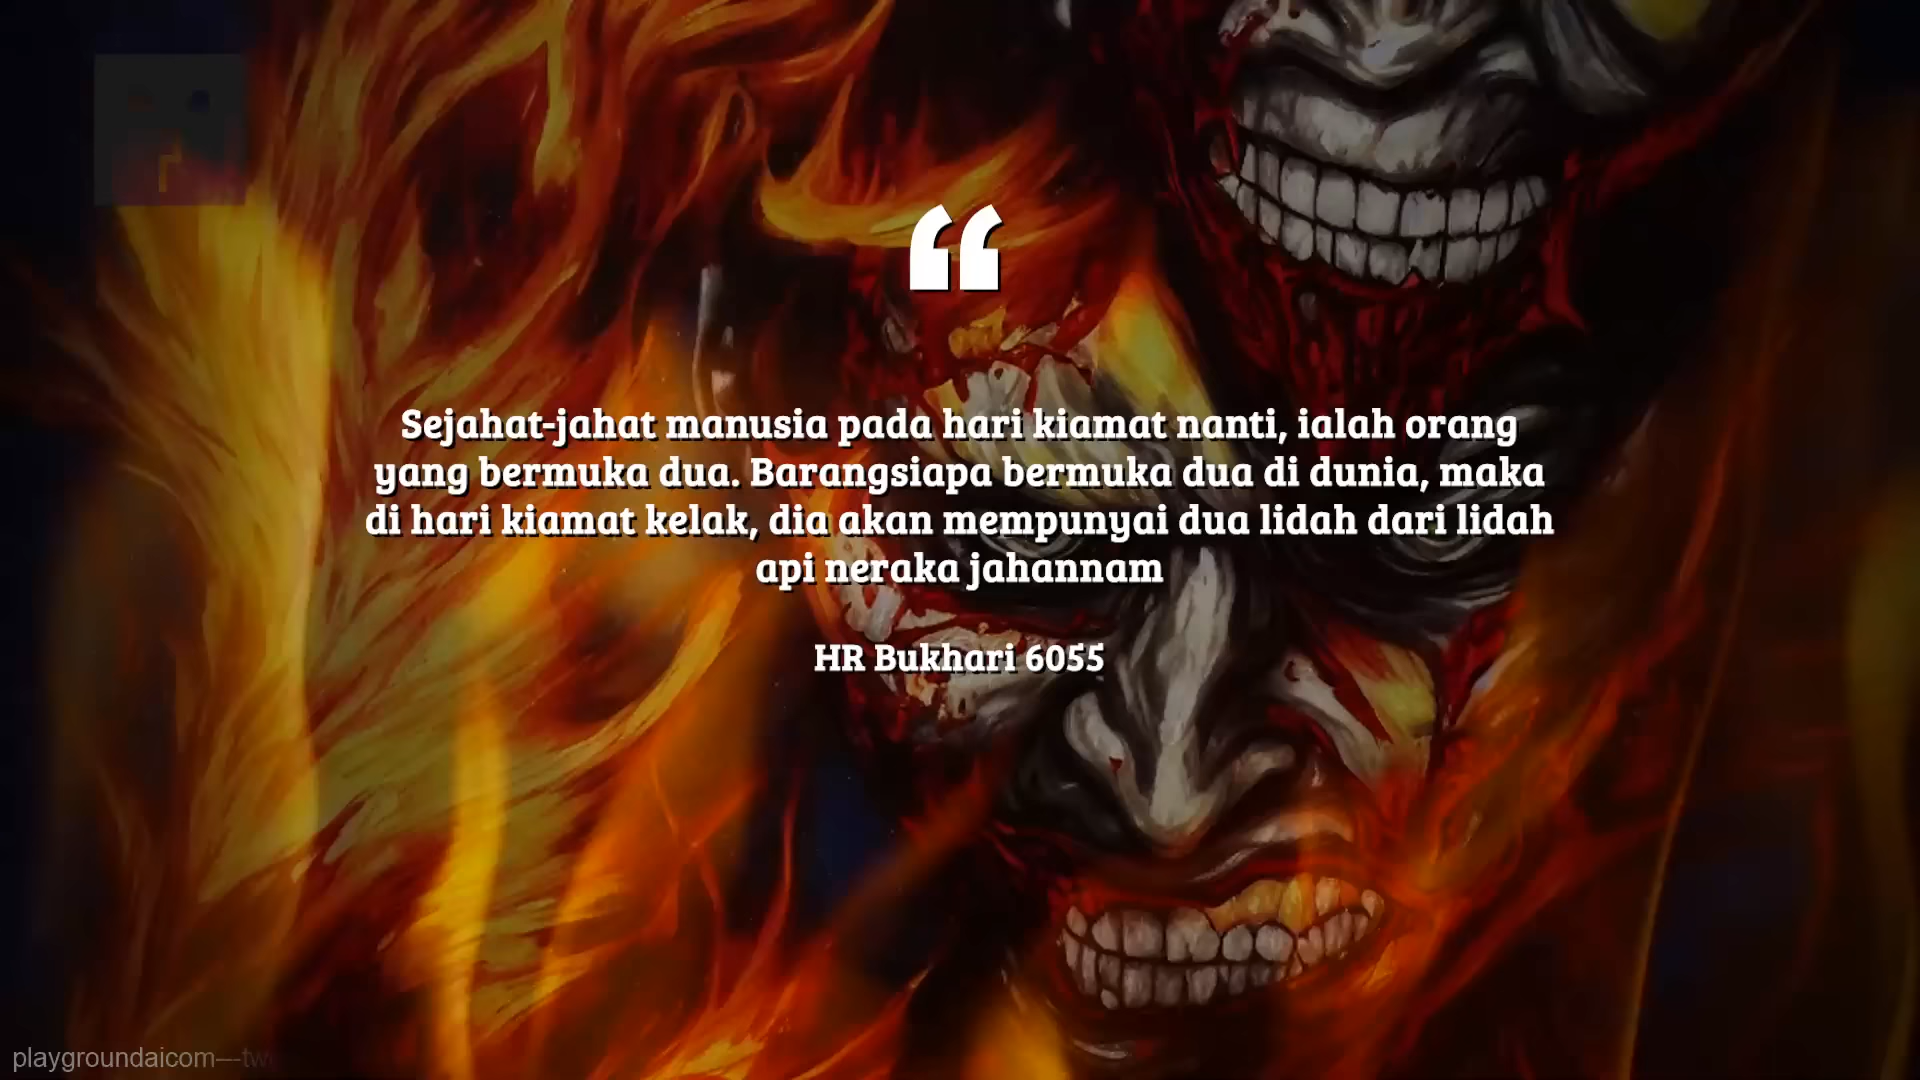 “
Sejahat-jahat manusia pada hari kiamat nanti, ialah orang
yang bermuka dua. Barangsiapa bermuka dua di dunia, maka
di hari kiamat kelak, dia akan mempunyai dua lidah dari lidah
api neraka jahannam
HR Bukhari 6055
playgroundaicom—tw